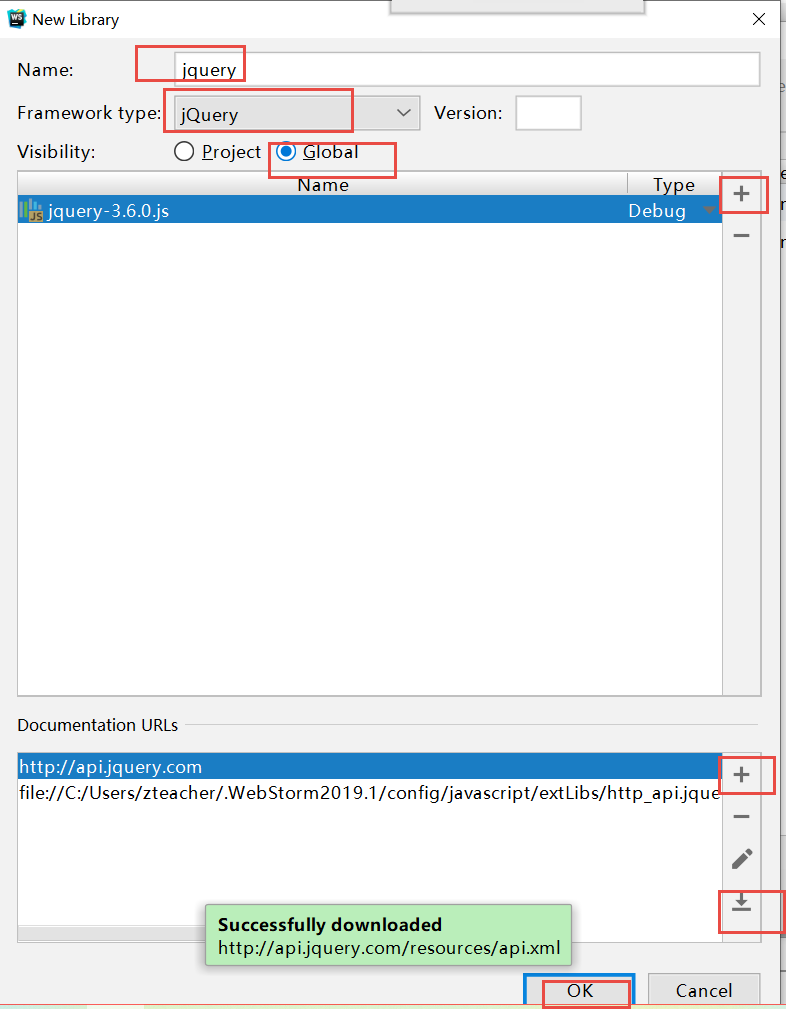 WS
New Library
Name:
jquery
Framework type:
jQuery
Version:
Visibility:
Project
Global
Name
Type
JS
jquery-3.6.0.js
Debug
Documentation URLs
http://api.jquery.com
file://C:/Users/zteacher/.WebStorm2019.1/config/javascript/extLibs/http_api.jque
Successfully downloaded
http://api.jquery.com/resources/api.xml
OK
Cancel